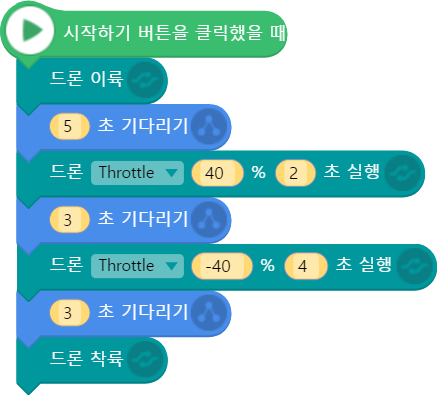 시작하기 버튼을 클릭했을 때
드론 이륙
5 초 기다리기
드론 Throttle 40 % 2 초 실행
3 초 기다리기
드론 Throttle -40 % 4 초 실행
3 초 기다리기
드론 착륙